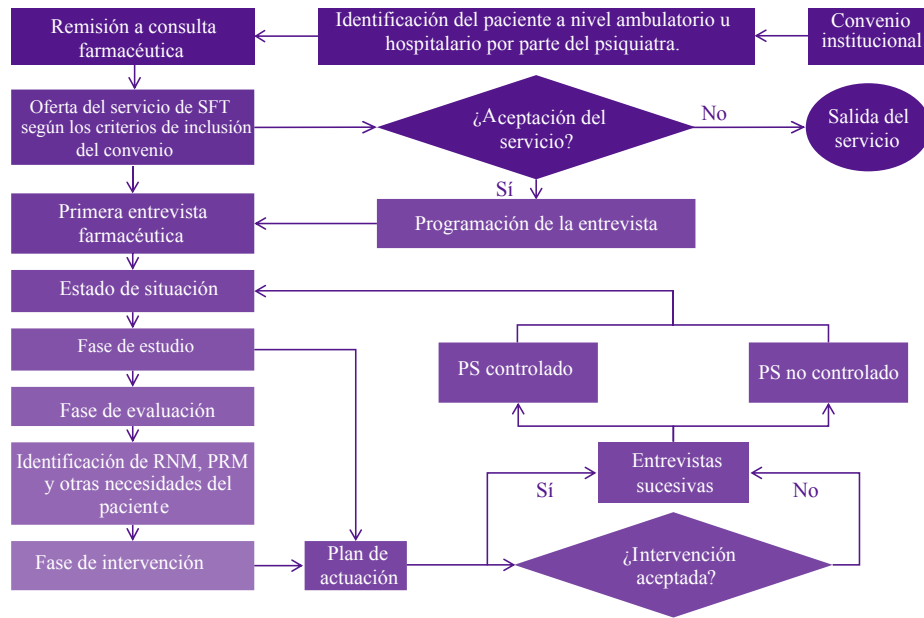 Remisión a consulta
farmacéutica
Identificación del paciente a nivel ambulatorio u
hospitalario por parte del psiquiatra.
Convenio
institucional
Oferta del servicio de SFT
según los criterios de inclusión
del convenio
¿Aceptación del
servicio?
No
Salida del
servicio
Sí
Primera entrevista
farmacéutica
Programación de la entrevista
Estado de situación
Fase de estudio
PS controlado
PS no controlado
Fase de evaluación
Identificación de RNM, PRM
y otras necesidades del
paciente
Entrevistas
sucesivas
Sí
No
Fase de intervención
Plan de
actuación
¿Intervención
aceptada?